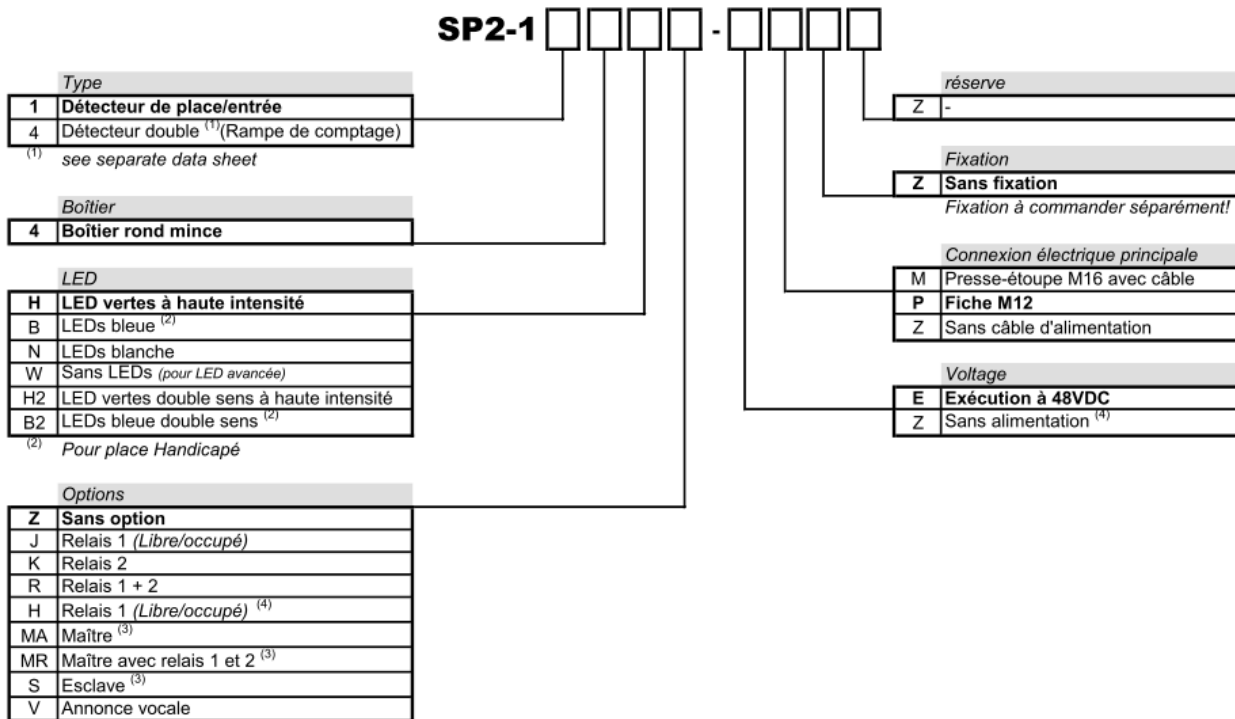 SP2-1 -
Type
1 Détecteur de place/entrée
4 Détecteur double (1)(Rampe de comptage)
(1) see separate data sheet
Boîtier
4 Boîtier rond mince
LED
H LED vertes à haute intensité
B LEDs bleue (2)
N LEDs blanche
W Sans LEDs (pour LED avancée)
H2 LED vertes double sens à haute intensité
B2 LEDs bleue double sens (2)
(2) Pour place Handicapé
Options
Z Sans option
J Relais 1 (Libre/occupé)
K Relais 2
R Relais 1 + 2
H Relais 1 (Libre/occupé) (4)
MA Maître (3)
MR Maître avec relais 1 et 2 (3)
S Esclave (3)
V Annonce vocale
réserve
Z -
Fixation
Z Sans fixation
Fixation à commander séparément!
Connexion électrique principale
M Presse-étoupe M16 avec câble
P Fiche M12
Z Sans câble d'alimentation
Voltage
E Exécution à 48VDC
Z Sans alimentation (4)